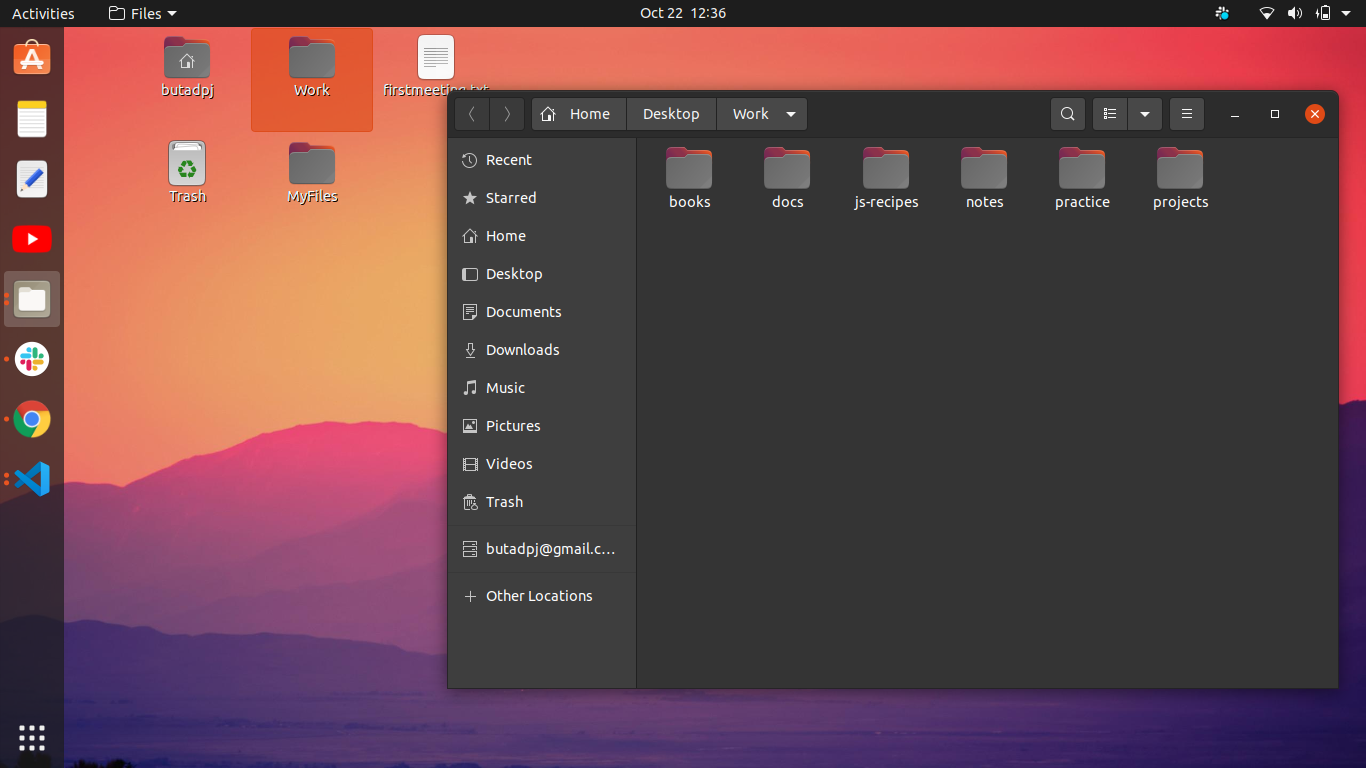 Activities
Files
Oct 22 12:36
butadpj
Work
firstmeeting.txt
Trash
MyFiles
Home
Desktop
Work
Recent
Starred
Home
Desktop
Documents
Downloads
Music
Pictures
Videos
Trash
butadpj@gmail.c...
Other Locations
books
docs
js-recipes
notes
practice
projects